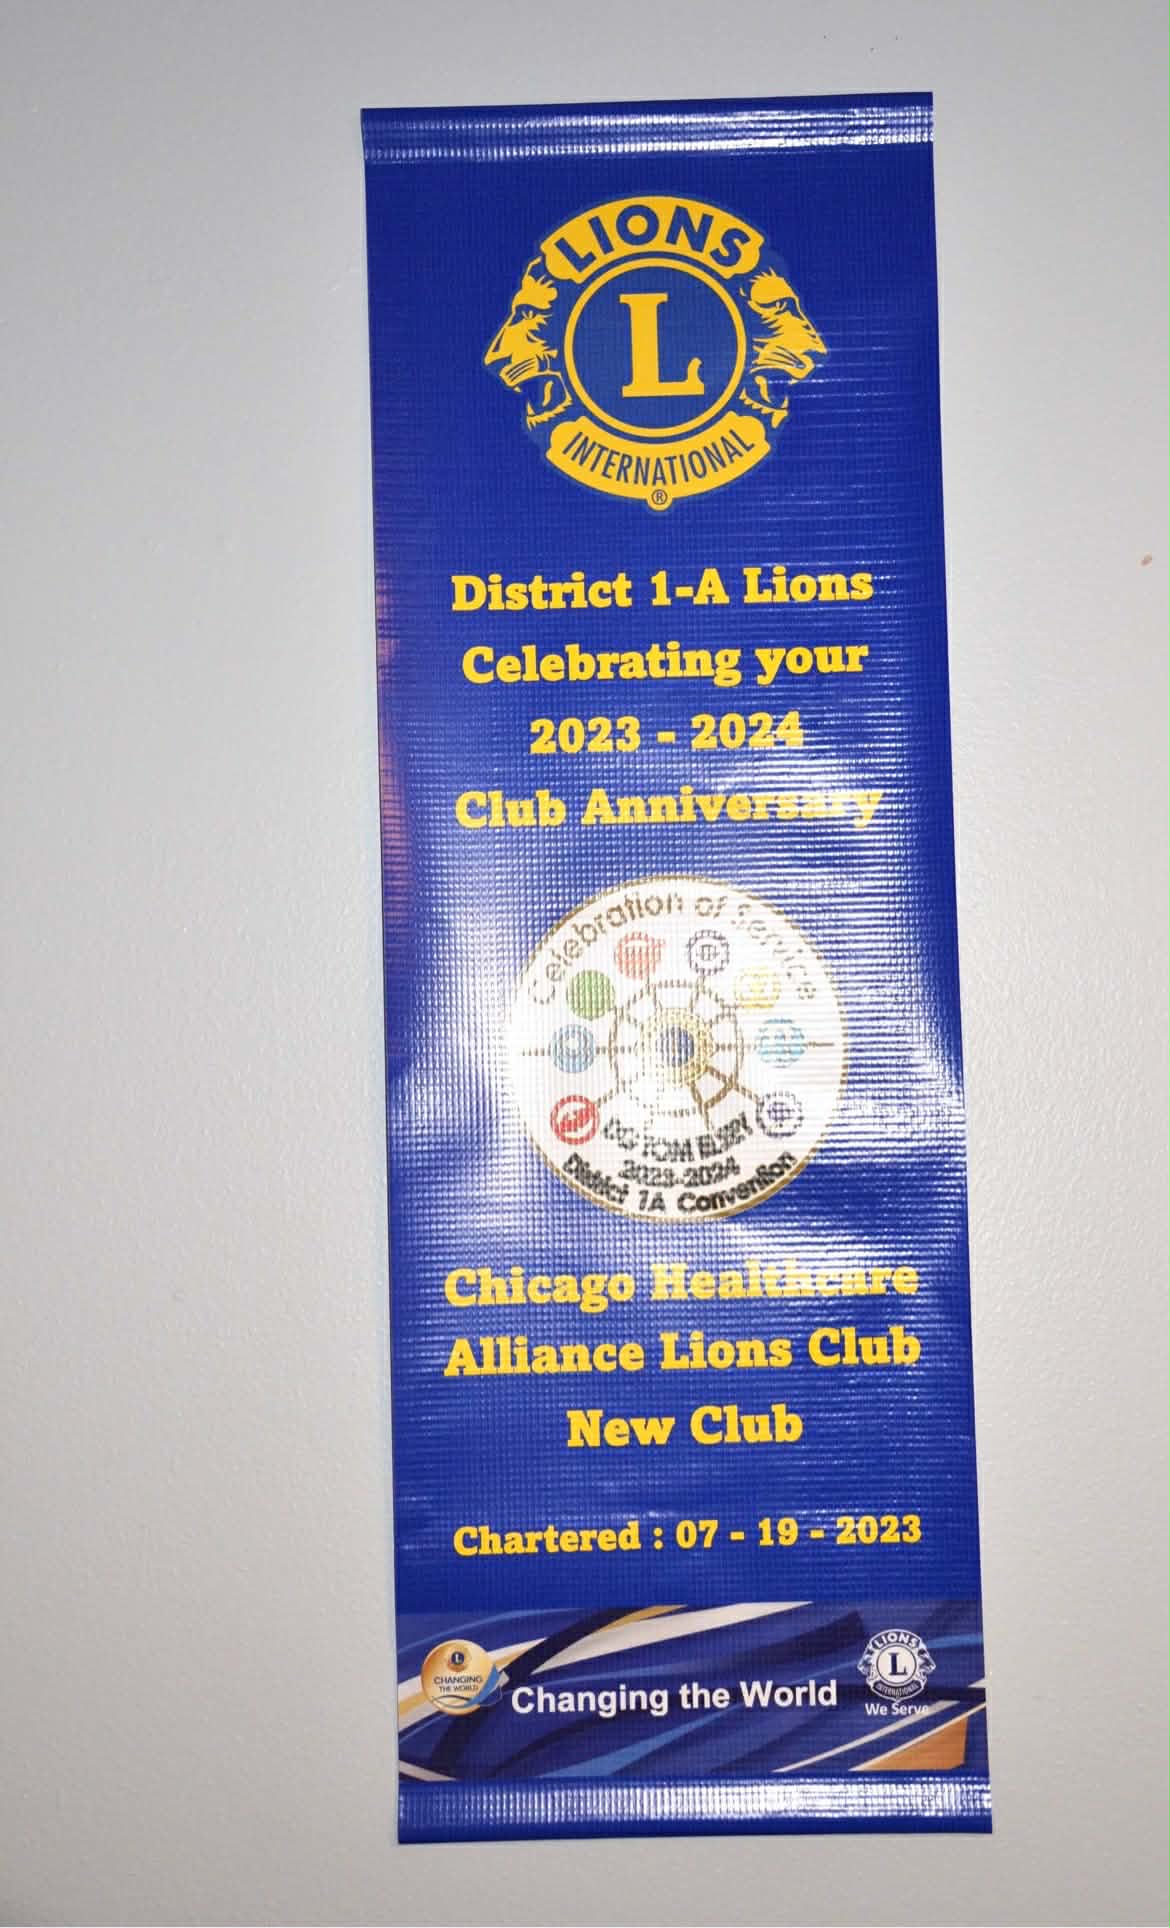 LIONS
L
INTERNATIONAL
®
District 1-A Lions
Celebrating your
2023 - 2024
Club Anniversary
Celebration of Service
DG TOM
2023-2024
District 1A Convention
Chicago Healthcare
Alliance Lions Club
New Club
Chartered : 07 - 19 - 2023
L
CHANGING
THE WORLD
Changing the World
LIONS
L
INTERNATIONAL
We Serve